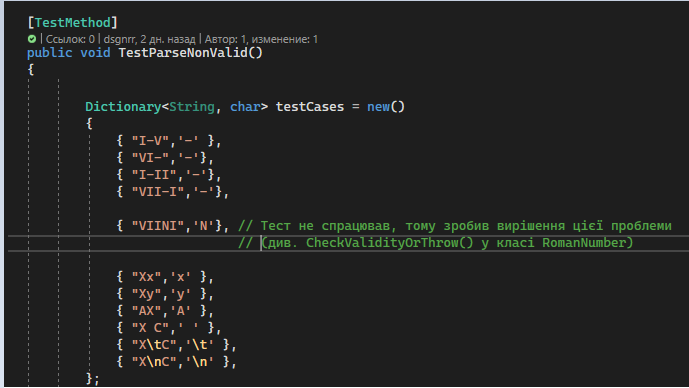 [TestMethod]
| Ссылок: 0 | dsgnrr, 2 дн. назад | Автор: 1, изменение: 1
public void TestParseNonValid()
{
Dictionary<String, char> testCases = new()
{
{ "I-V",'-' },
{ "VI-",'-'},
{ "I-II",'-'},
{ "VII-I",'-'},
{ "VIINI",'N'}, // Тест не спрацював, тому зробив вирішення цієї проблеми
// (див. CheckValidityOrThrow() у класі RomanNumber)
{ "Xx",'x' },
{ "Xy",'y' },
{ "AX",'A' },
{ "X C",' ' },
{ "X\tC",'\t' },
{ "X\nC",'\n' },
};